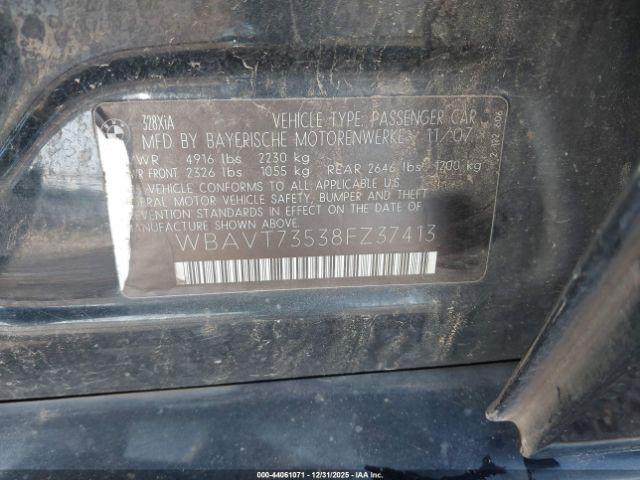 BMW
328XiA
VEHICLE TYPE: PASSENGER CAR
MFD BY BAYERISCHE MOTORENWERKE 11/07
WR 4916 lbs 2230 kg
WR FRONT 2326 lbs 1055 kg REAR 2646 lbs 1200 kg
VEHICLE CONFORMS TO ALL APPLICABLE U.S.
ERAL MOTOR VEHICLE SAFETY, BUMPER AND THEFT
EVENTION STANDARDS IN EFFECT ON THE DATE OF
NUFACTURE SHOWN ABOVE.
WBAVT73538FZ37413
000-44061071 - 12/31/2025 - IAA Inc.